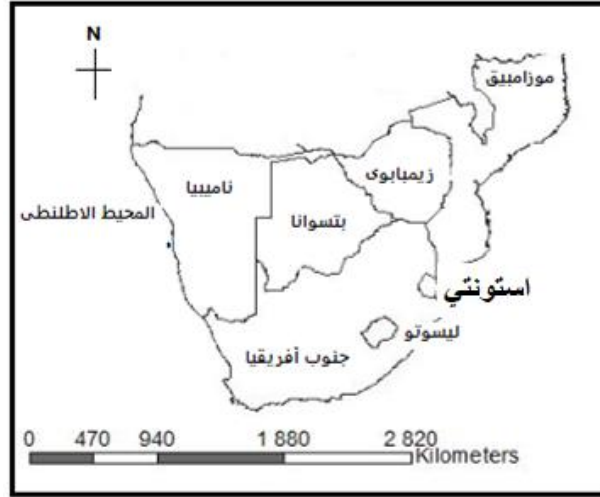 N
موزامبيق
زيمبابوى
ناميبيا
المحيط الاطلنطى
بتسوانا
استونتي
ليسوتو
جنوب أفريقيا
0 470 940 1 880 2 820
Kilometers